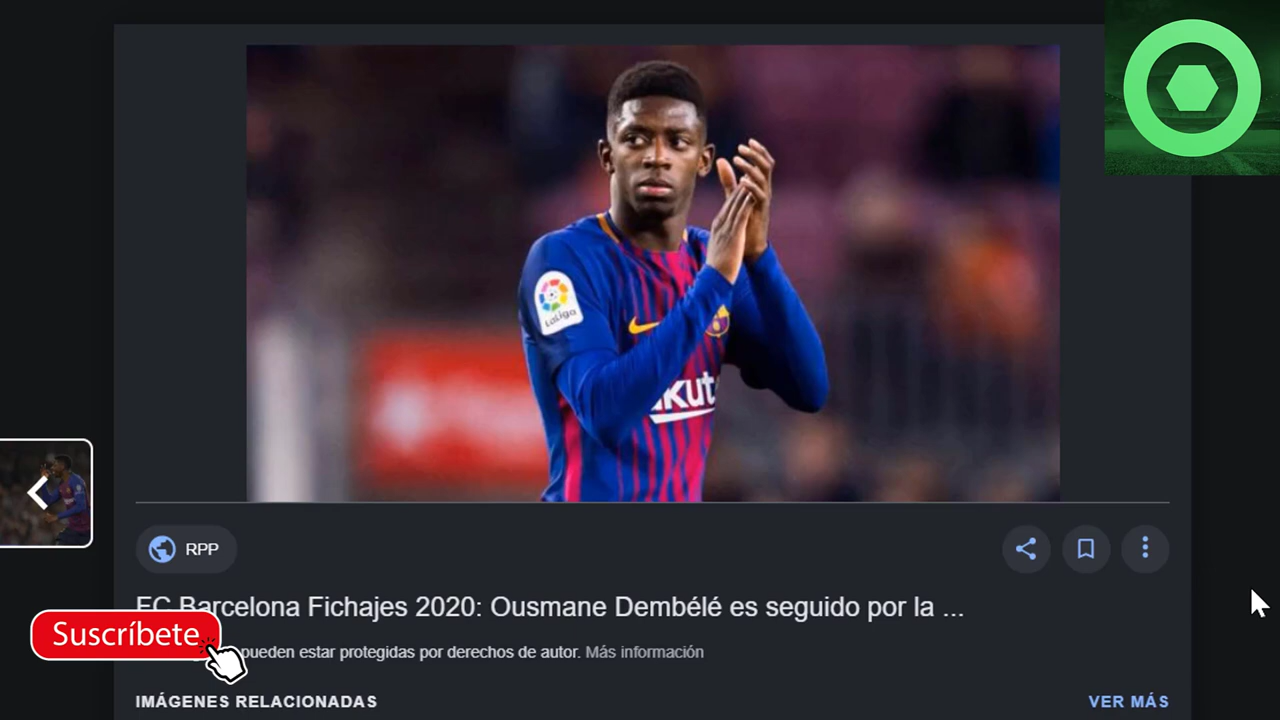 LaLiga
akut
RPP
FC Barcelona Fichajes 2020: Ousmane Dembélé es seguido por la ...
Suscríbete
pueden estar protegidas por derechos de autor. Más información
IMÁGENES RELACIONADAS
VER MÁS